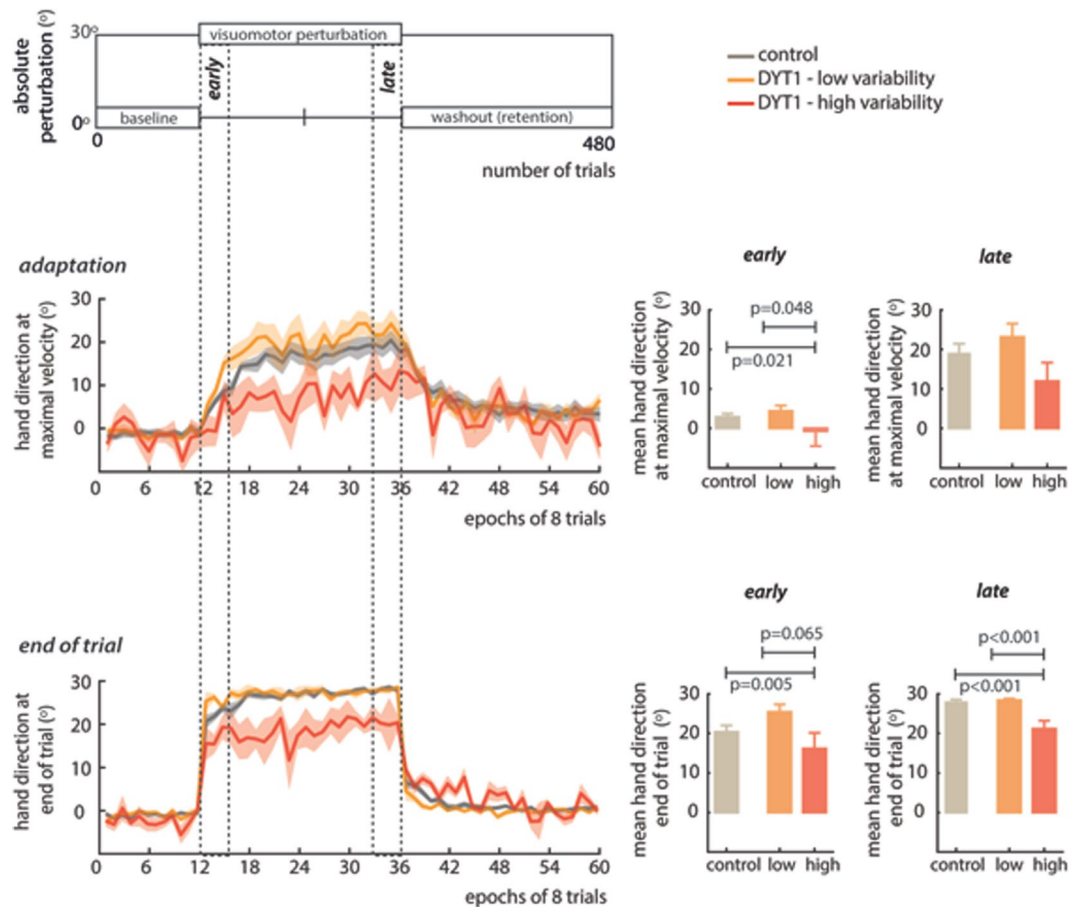 absolute
perturbation (°)
30°
0°
visuomotor perturbation
early
late
baseline
washout (retention)
0
480
number of trials
control
DYT1 - low variability
DYT1 - high variability
adaptation
hand direction at
maximal velocity (°)
30
20
10
0
0 6 12 18 24 30 36 42 48 54 60
epochs of 8 trials
early
mean hand direction
at maximal velocity (°)
30
20
10
0
p=0.048
p=0.021
control low high
late
mean hand direction
at maximal velocity (°)
30
20
10
0
control low high
end of trial
hand direction at
end of trial (°)
30
20
10
0
0 6 12 18 24 30 36 42 48 54 60
epochs of 8 trials
early
mean hand direction
end of trial (°)
30
20
10
0
p=0.065
p=0.005
control low high
late
mean hand direction
end of trial (°)
30
20
10
0
p<0.001
p<0.001
control low high